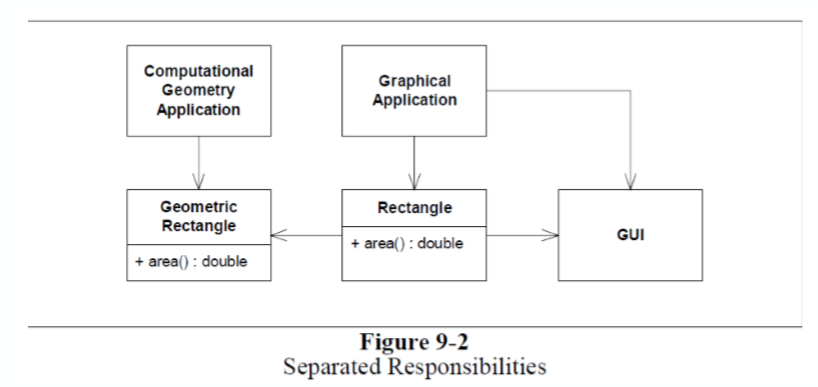 Computational
Geometry
Application
Graphical
Application
Geometric
Rectangle
+ area() : double
Rectangle
+ area() : double
GUI
Figure 9-2
Separated Responsibilities